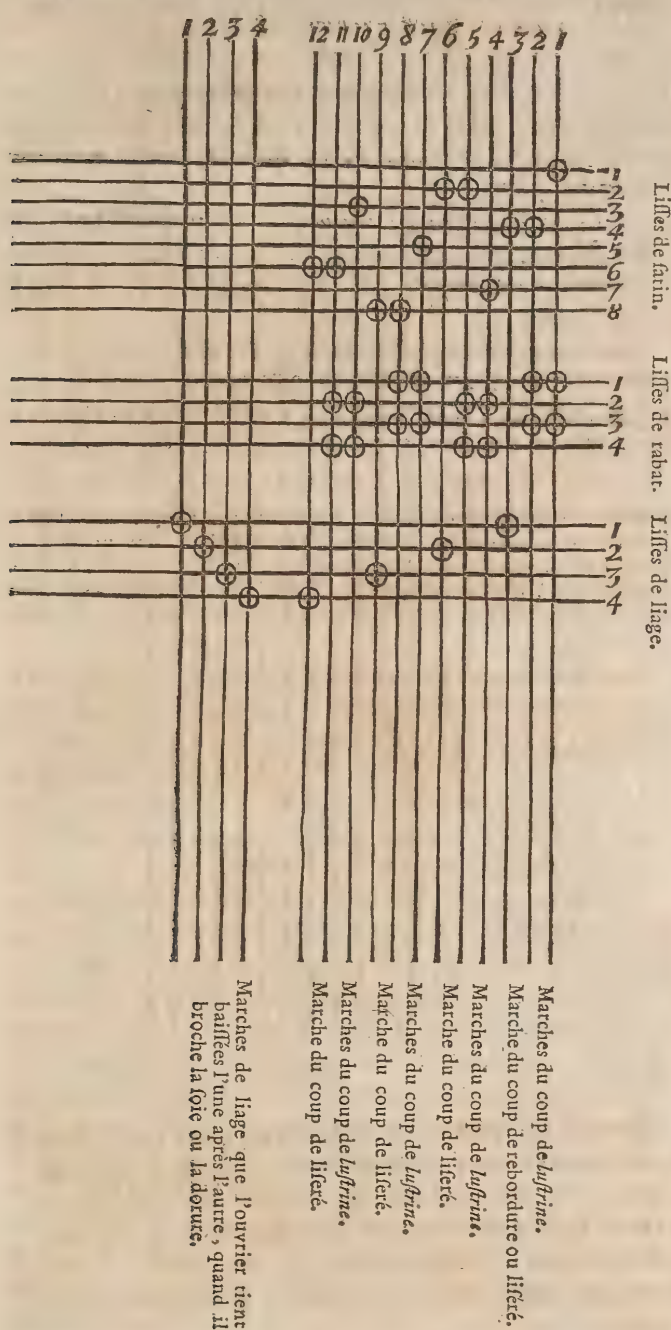 1 2 3 4 12 11 10 9 8 7 6 5 4 3 2 1
Liſſes de ſatin.
1
2
3
4
5
6
7
8
Liſſes de rabat.
1
2
3
4
Liſſes de liage.
1
2
3
4
Marches du coup de luſtrine.
Marche du coup de rebordure ou liſéré.
Marches du coup de luſtrine.
Marche du coup de liſeré.
Marches du coup de luſtrine.
Marche du coup de liſeré.
Marches du coup de luſtrine.
Marche du coup de liſeré.
Marches de liage que l'ouvrier tient
baiſſées l'une après l'autre, quand il
broche la ſoie ou la dorure.